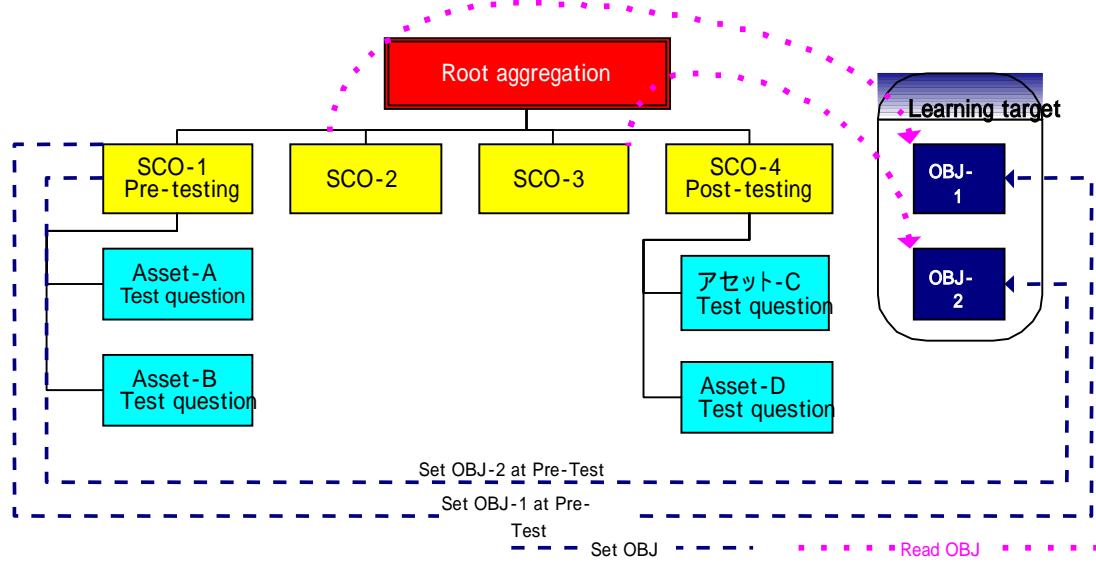 Root aggregation
Learning target
SCO-1
Pre-testing
SCO-2
SCO-3
SCO-4
Post-testing
OBJ-
1
Asset-A
Test question
アセット-C
Test question
OBJ-
2
Asset-B
Test question
Asset-D
Test question
Set OBJ-2 at Pre-Test
Set OBJ-1 at Pre-
Test
Set OBJ
Read OBJ